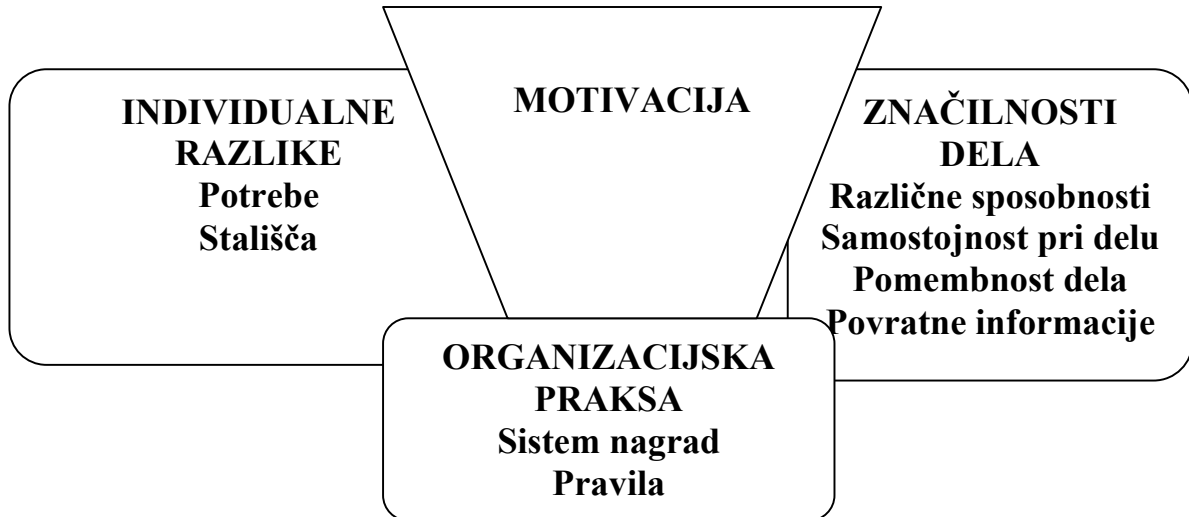 INDIVIDUALNE
RAZLIKE
Potrebe
Stališča
MOTIVACIJA
ZNAČILNOSTI
DELA
Različne sposobnosti
Samostojnost pri delu
Pomembnost dela
Povratne informacije
ORGANIZACIJSKA
PRAKSA
Sistem nagrad
Pravila